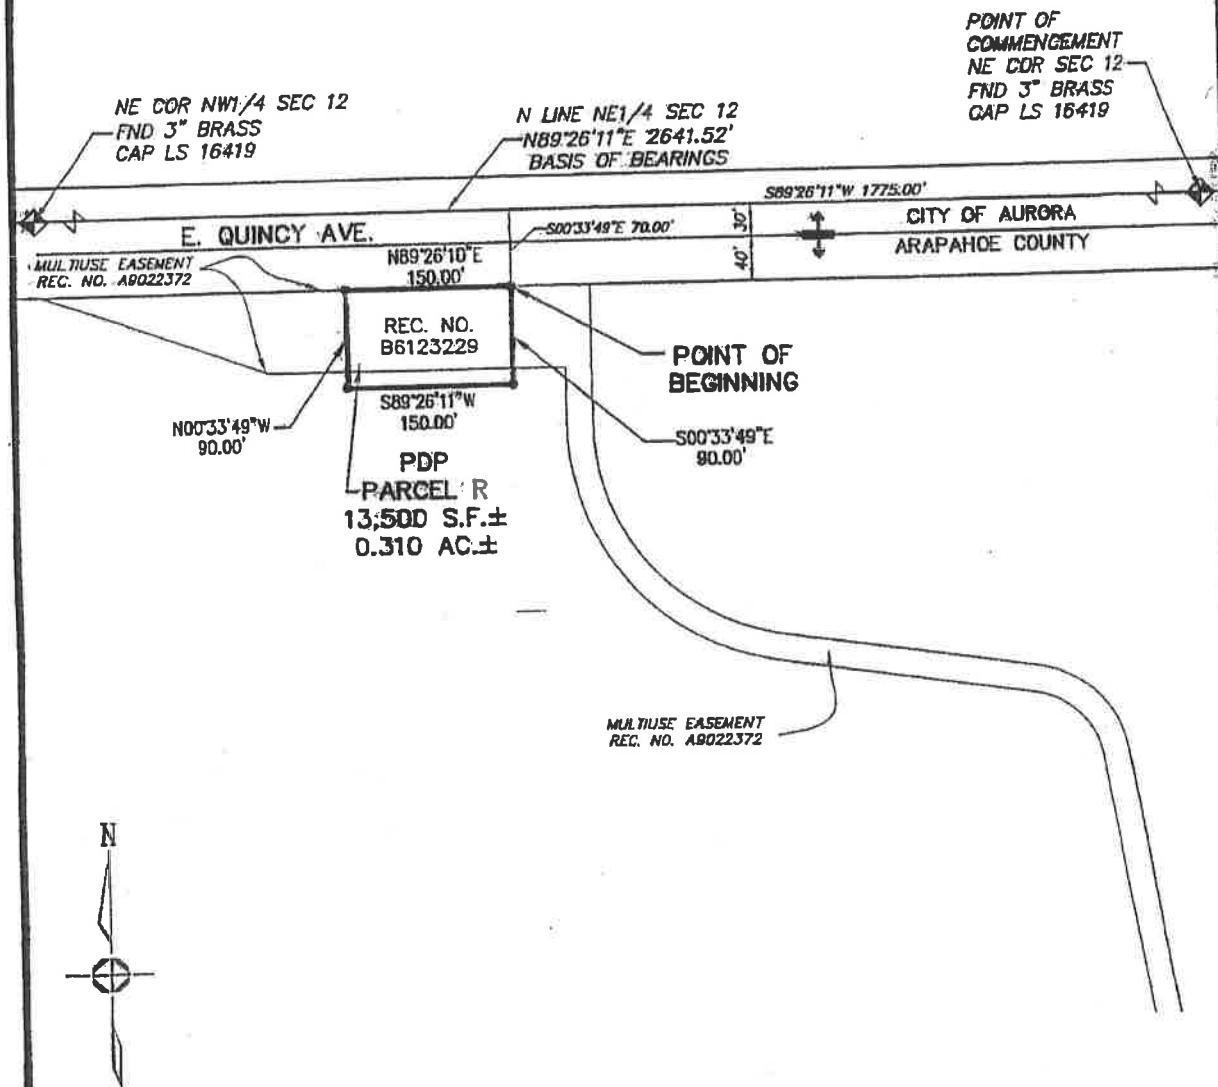 POINT OF
COMMENCEMENT
NE COR SEC 12
FND 3" BRASS
CAP LS 16419
NE COR NW1/4 SEC 12
FND 3" BRASS
CAP LS 16419
N LINE NE1/4 SEC 12
N89°26'11"E 2641.52'
BASIS OF BEARINGS
S89°26'11"W 1775.00'
E. QUINCY AVE.
S00°33'49"E 70.00'
30'
40'
CITY OF AURORA
ARAPAHOE COUNTY
MULTIUSE EASEMENT
REC. NO. A9022372
N89°26'10"E
150.00'
REC. NO.
B6123229
POINT OF
BEGINNING
S89°26'11"W
150.00'
N00°33'49"W
90.00'
S00°33'49"E
90.00'
PDP
PARCEL R
13,500 S.F.±
0.310 AC.±
MULTIUSE EASEMENT
REC. NO. A9022372
N